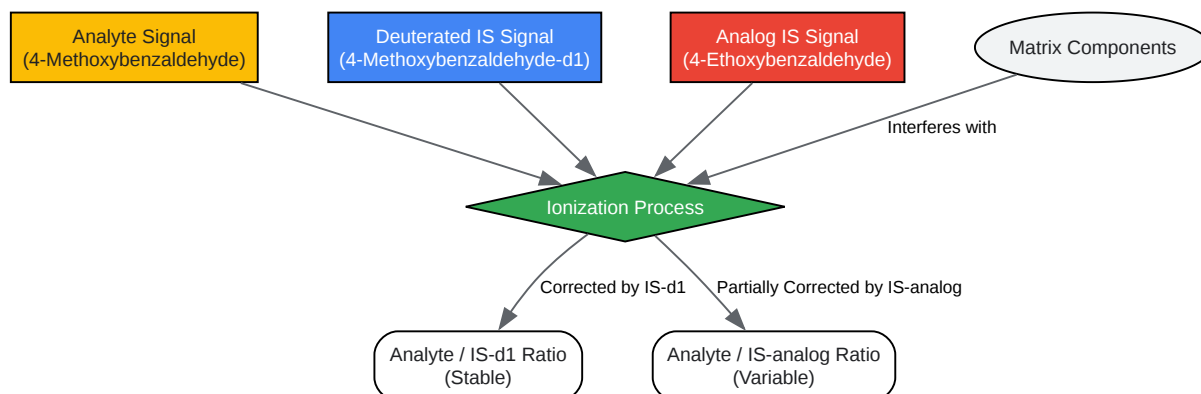 Analyte Signal
(4-Methoxybenzaldehyde)
Deuterated IS Signal
(4-Methoxybenzaldehyde-d1)
Analog IS Signal
(4-Ethoxybenzaldehyde)
Matrix Components
Interferes with
Ionization Process
Corrected by IS-d1
Partially Corrected by IS-analog
Analyte / IS-d1 Ratio
(Stable)
Analyte / IS-analog Ratio
(Variable)